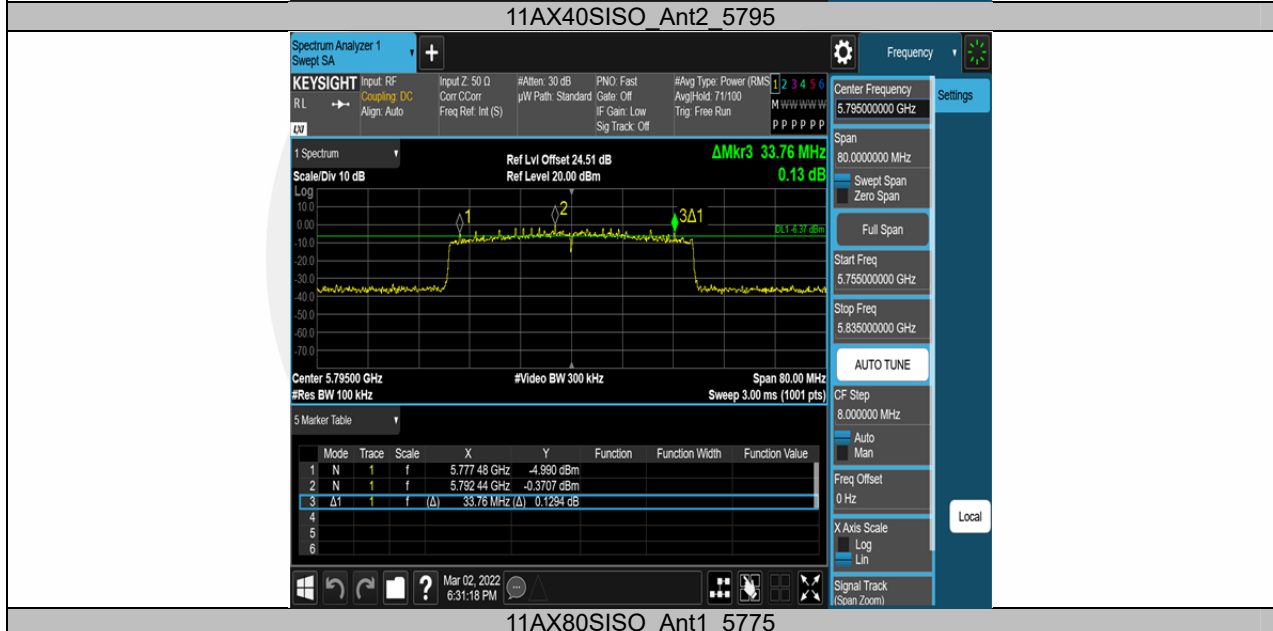 11AX40SISO_Ant2_5795
Spectrum Analyzer 1
Swept SA
+
Frequency
KEYSIGHT
RL
LXI
Input: RF
Coupling: DC
Align: Auto
Input Z: 50 Ω
Corr CCorr
Freq Ref: Int (S)
#Atten: 30 dB
µW Path: Standard
PNO: Fast
Gate: Off
IF Gain: Low
Sig Track: Off
#Avg Type: Power (RMS
Avg|Hold: 71/100
Trig: Free Run
1 2 3 4 5 6
M W W W W W
P P P P P P
Center Frequency
5.795000000 GHz
Settings
Span
80.0000000 MHz
Swept Span
Zero Span
Full Span
Start Freq
5.755000000 GHz
Stop Freq
5.835000000 GHz
AUTO TUNE
CF Step
8.000000 MHz
Auto
Man
Freq Offset
0 Hz
X Axis Scale
Log
Lin
Signal Track
(Span Zoom)
Local
1 Spectrum
Scale/Div 10 dB
Ref Lvl Offset 24.51 dB
Ref Level 20.00 dBm
ΔMkr3 33.76 MHz
0.13 dB
Log
10.0
0.00
-10.0
-20.0
-30.0
-40.0
-50.0
-60.0
-70.0
1
2
3Δ1
DL1 -6.37 dBm
Center 5.79500 GHz
#Video BW 300 kHz
Span 80.00 MHz
#Res BW 100 kHz
Sweep 3.00 ms (1001 pts)
5 Marker Table
Mode Trace Scale X Y Function Function Width Function Value
1 N 1 f 5.777 48 GHz -4.990 dBm
2 N 1 f 5.792 44 GHz -0.3707 dBm
3 Δ1 1 f (Δ) 33.76 MHz (Δ) 0.1294 dB
4
5
6
?
Mar 02, 2022
6:31:18 PM
11AX80SISO_Ant1_5775